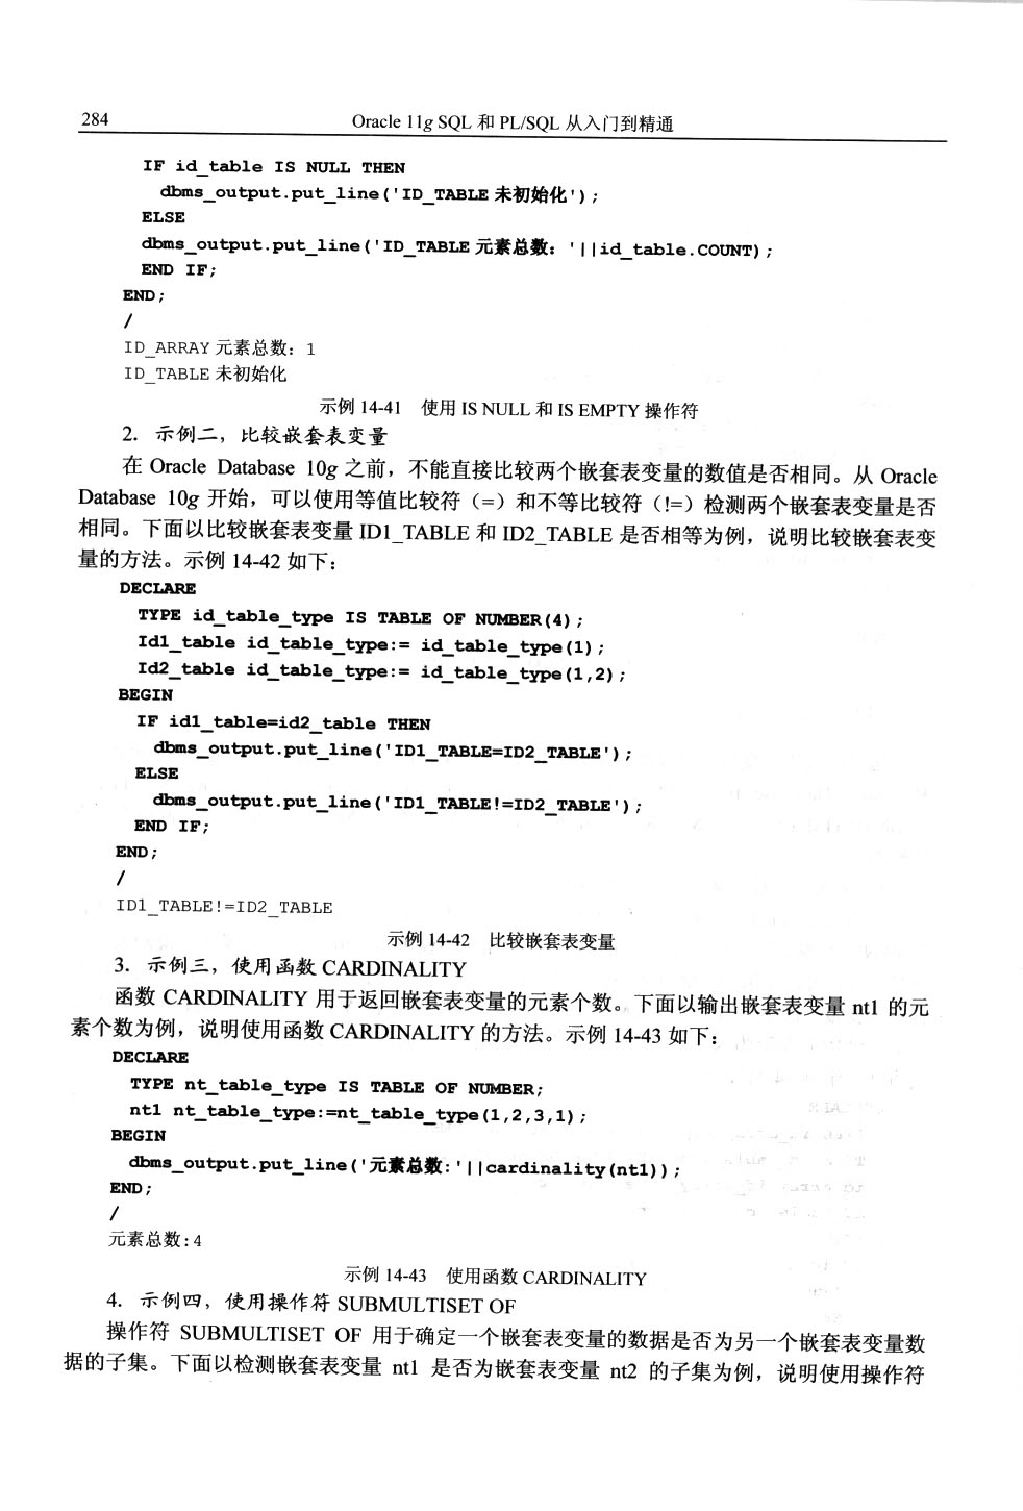 284
Oracle 11g SQL 和 PL/SQL 从入门到精通
IF id_table IS NULL THEN
dbms_output.put_line('ID_TABLE 未初始化');
ELSE
dbms_output.put_line('ID_TABLE 元素总数：'||id_table.COUNT);
END IF;
END;
/
ID_ARRAY 元素总数：1
ID_TABLE 未初始化
示例 14-41 使用 IS NULL 和 IS EMPTY 操作符
2. 示例二，比较嵌套表变量
在 Oracle Database 10g 之前，不能直接比较两个嵌套表变量的数值是否相同。从 Oracle
Database 10g 开始，可以使用等值比较符（=）和不等比较符（!=）检测两个嵌套表变量是否
相同。下面以比较嵌套表变量 ID1_TABLE 和 ID2_TABLE 是否相等为例，说明比较嵌套表变
量的方法。示例 14-42 如下：
DECLARE
TYPE id_table_type IS TABLE OF NUMBER(4);
Id1_table id_table_type:= id_table_type(1);
Id2_table id_table_type:= id_table_type(1,2);
BEGIN
IF id1_table=id2_table THEN
dbms_output.put_line('ID1_TABLE=ID2_TABLE');
ELSE
dbms_output.put_line('ID1_TABLE!=ID2_TABLE');
END IF;
END;
/
ID1_TABLE!=ID2_TABLE
示例 14-42 比较嵌套表变量
3. 示例三，使用函数 CARDINALITY
函数 CARDINALITY 用于返回嵌套表变量的元素个数。下面以输出嵌套表变量 nt1 的元
素个数为例，说明使用函数 CARDINALITY 的方法。示例 14-43 如下：
DECLARE
TYPE nt_table_type IS TABLE OF NUMBER;
nt1 nt_table_type:=nt_table_type(1,2,3,1);
BEGIN
dbms_output.put_line('元素总数:'||cardinality(nt1));
END;
/
元素总数:4
示例 14-43 使用函数 CARDINALITY
4. 示例四，使用操作符 SUBMULTISET OF
操作符 SUBMULTISET OF 用于确定一个嵌套表变量的数据是否为另一个嵌套表变量数
据的子集。下面以检测嵌套表变量 nt1 是否为嵌套表变量 nt2 的子集为例，说明使用操作符